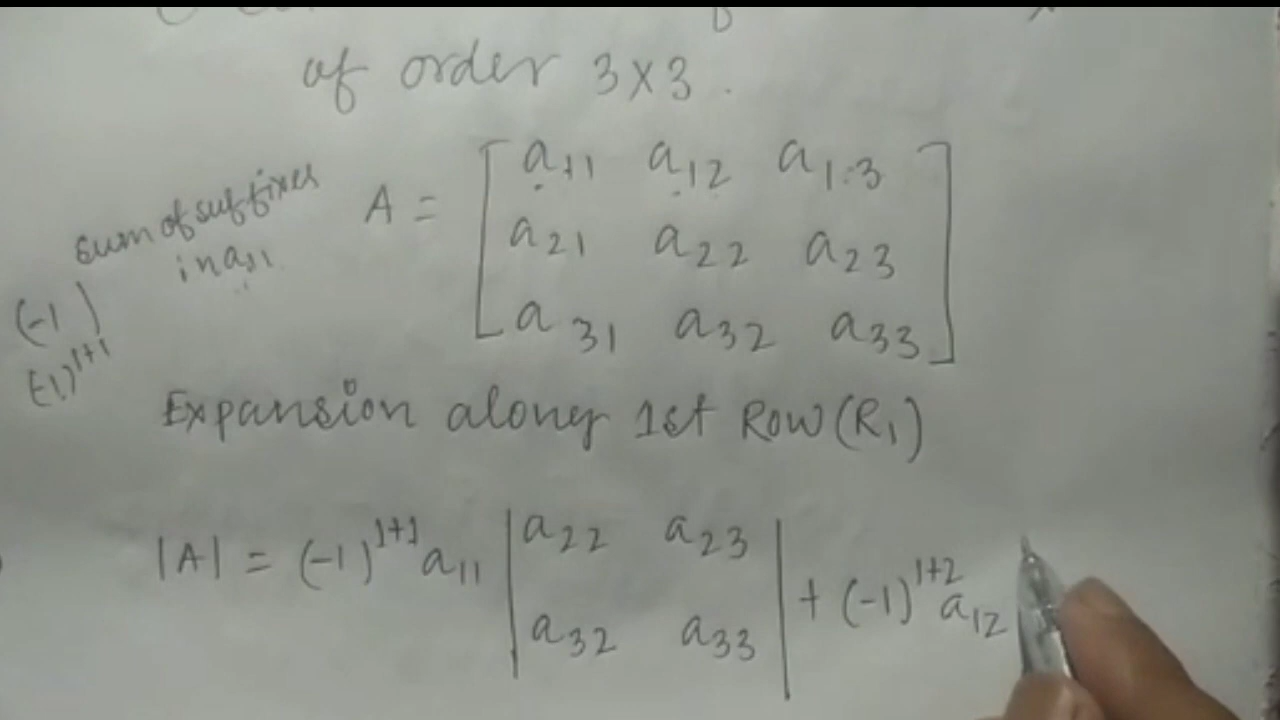 of order 3×3.
A = [ a11 a12 a13
a21 a22 a23
a31 a32 a33 ]
sum of suffixes
in a11
(-1)
(-1)^1+1
Expansion along 1st Row (R1)
|A| = (-1)^1+1 a11 | a22 a23 | + (-1)^1+2 a12
| a32 a33 |